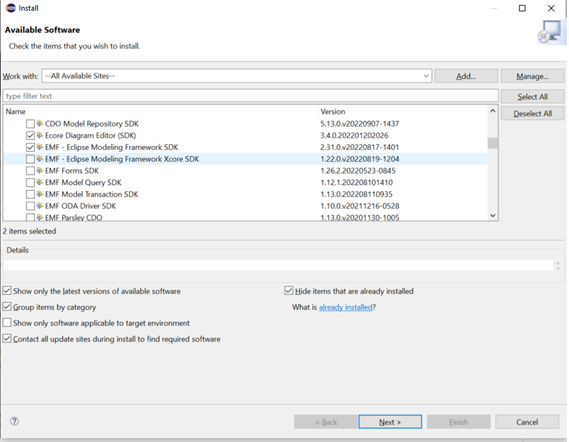 Install
Available Software
Check the items that you wish to install.
Work with: --All Available Sites-- Add... Manage...
type filter text Select All
Deselect All
Name Version
CDO Model Repository SDK 5.13.0.v20220907-1437
Ecore Diagram Editor (SDK) 3.4.0.202201202026
EMF - Eclipse Modeling Framework SDK 2.31.0.v20220817-1401
EMF - Eclipse Modeling Framework Xcore SDK 1.22.0.v20220819-1204
EMF Forms SDK 1.26.2.20220523-0845
EMF Model Query SDK 1.12.1.202208101410
EMF Model Transaction SDK 1.13.0.202208110935
EMF ODA Driver SDK 1.10.0.v20211216-0528
EMF Parsley CDO 1.13.0.v20201130-1005
2 items selected
Details
Show only the latest versions of available software Hide items that are already installed
Group items by category What is already installed?
Show only software applicable to target environment
Contact all update sites during install to find required software
? < Back Next > Finish Cancel